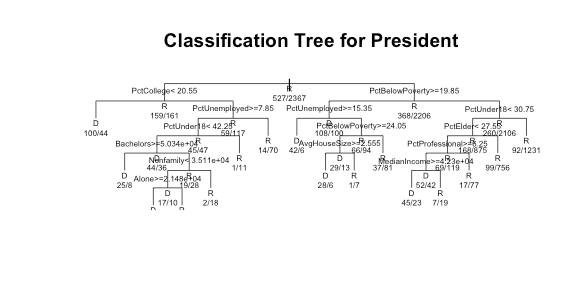 Classification Tree for President
R
527/2367
PctCollege< 20.55
PctBelowPoverty>=19.85
R
159/161
PctUnemployed>=7.85
PctUnemployed>=15.35
R
368/2206
PctUnder18< 30.75
D
100/44
PctUnder18< 42.25
R
59/117
D
108/100
PctBelowPoverty>=24.05
PctElder< 27.55
R
260/2106
Bachelors>=5.034e+04
R
45/47
R
14/70
D
42/6
AvgHouseSize>=2.555
R
66/94
PctProfessional>=8.25
R
168/875
R
92/1231
D
44/36
Nonfamily< 3.511e+04
R
1/11
D
29/13
R
37/81
MedianIncome>=4.23e+04
R
69/119
R
99/756
D
25/8
Alone>=2.148e+04
R
19/28
D
28/6
R
1/7
D
52/42
R
17/77
D
17/10
R
2/18
D
45/23
R
7/19
D
R